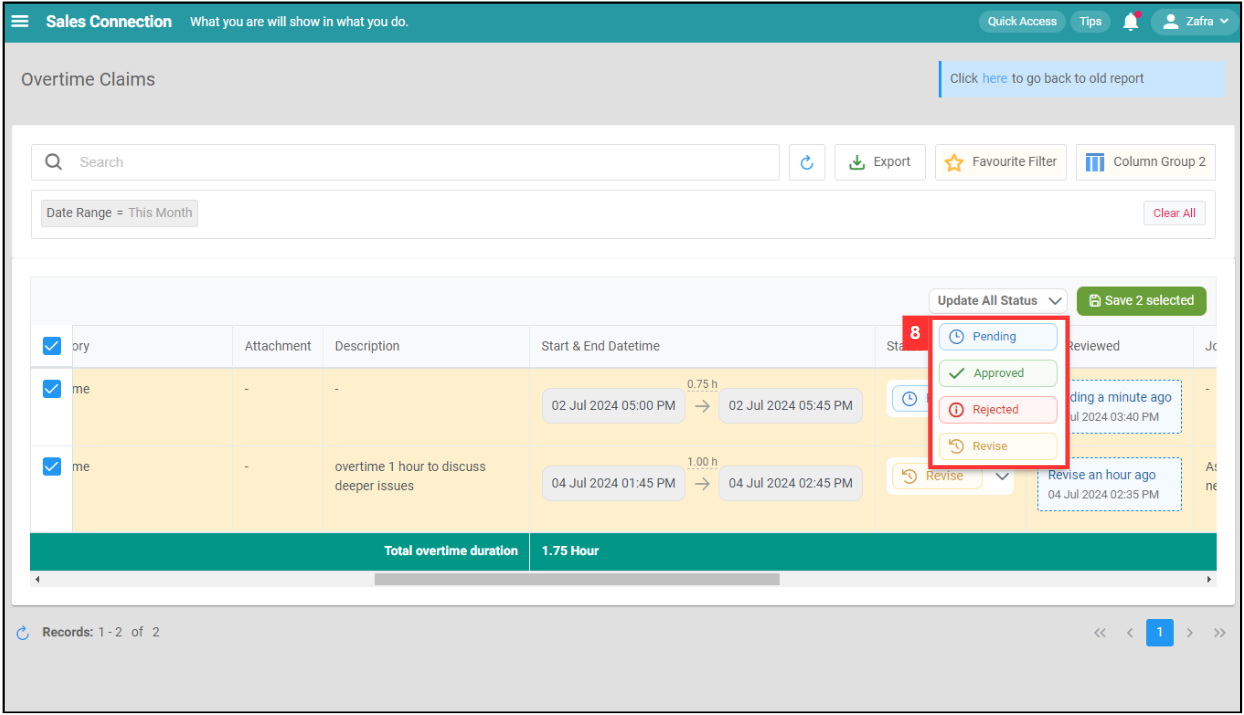 Sales Connection What you are will show in what you do. Quick Access Tips Zafra
Overtime Claims
Click here to go back to old report
Search Export Favourite Filter Column Group 2
Date Range = This Month Clear All
Update All Status Save 2 selected
8 Pending
ory Attachment Description Start & End Datetime Reviewed
Approved
me - - 0.75 h
02 Jul 2024 05:00 PM → 02 Jul 2024 05:45 PM ding a minute ago -
Rejected
ul 2024 03:40 PM
Revise
me - overtime 1 hour to discuss 1.00 h
deeper issues 04 Jul 2024 01:45 PM → 04 Jul 2024 02:45 PM Revise Revise an hour ago
04 Jul 2024 02:35 PM
Total overtime duration 1.75 Hour
Records: 1 - 2 of 2 << < 1 > >>